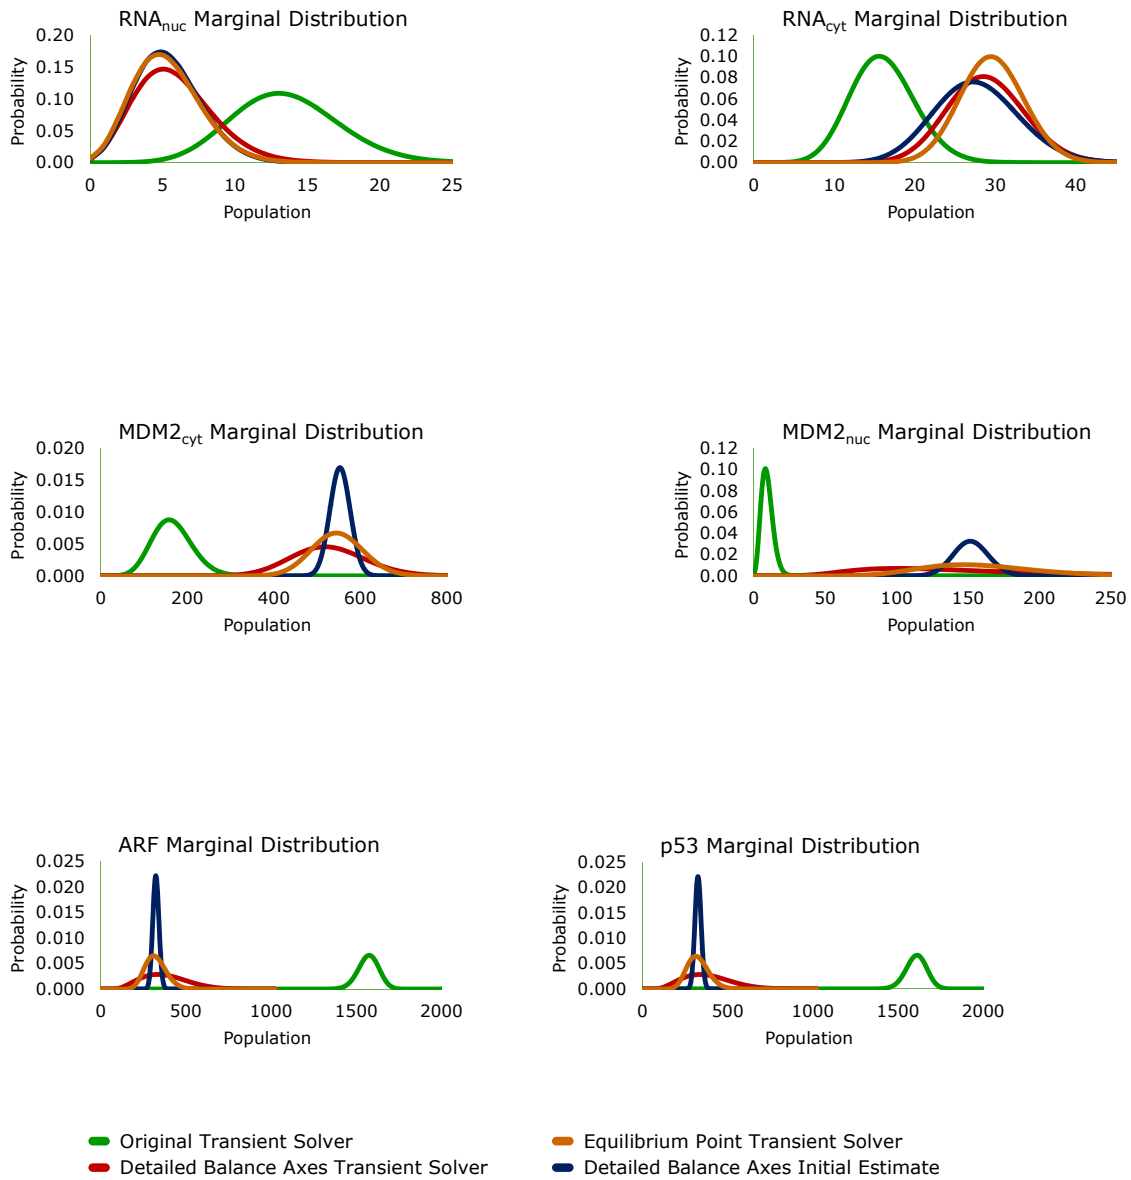 RNAnuc Marginal Distribution
Probability
0.20
0.15
0.10
0.05
0.00
0 5 10 15 20 25
Population
RNAcyt Marginal Distribution
Probability
0.12
0.10
0.08
0.06
0.04
0.02
0.00
0 10 20 30 40
Population
MDM2cyt Marginal Distribution
Probability
0.020
0.015
0.010
0.005
0.000
0 200 400 600 800
Population
MDM2nuc Marginal Distribution
Probability
0.12
0.10
0.08
0.06
0.04
0.02
0.00
0 50 100 150 200 250
Population
ARF Marginal Distribution
Probability
0.025
0.020
0.015
0.010
0.005
0.000
0 500 1000 1500 2000
Population
p53 Marginal Distribution
Probability
0.025
0.020
0.015
0.010
0.005
0.000
0 500 1000 1500 2000
Population
Original Transient Solver
Detailed Balance Axes Transient Solver
Equilibrium Point Transient Solver
Detailed Balance Axes Initial Estimate